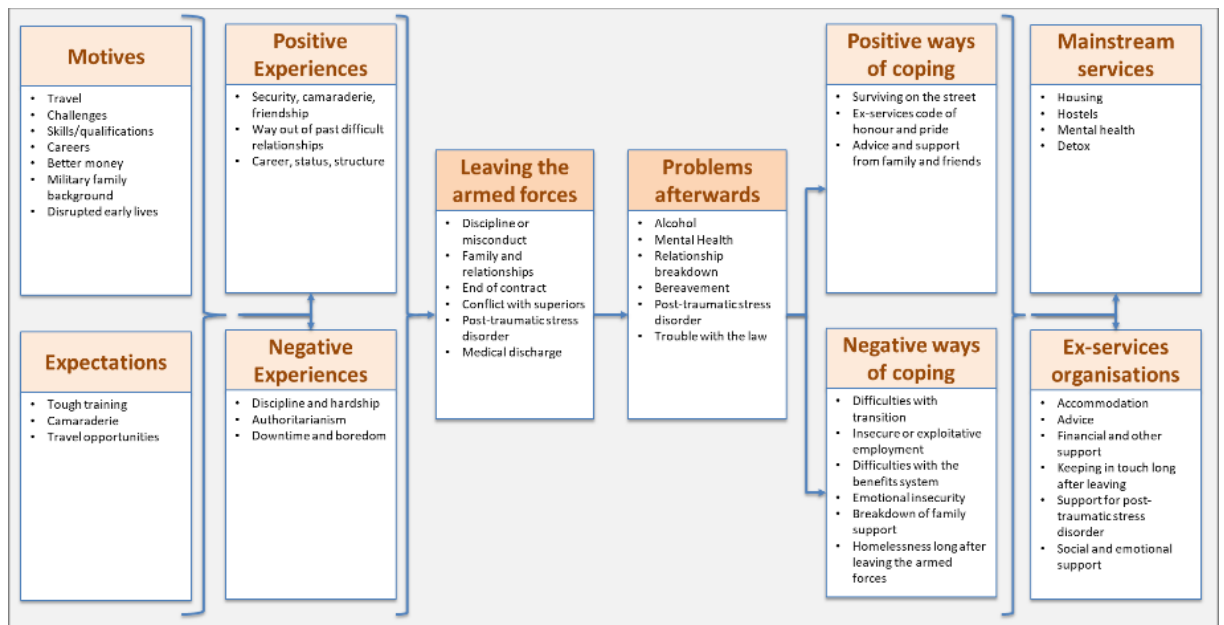 Motives
• Travel
• Challenges
• Skills/qualifications
• Careers
• Better money
• Military family
background
• Disrupted early lives
Expectations
• Tough training
• Camaraderie
• Travel opportunities
Positive
Experiences
• Security, camaraderie,
friendship
• Way out of past difficult
relationships
• Career, status, structure
Negative
Experiences
• Discipline and hardship
• Authoritarianism
• Downtime and boredom
Leaving the
armed forces
• Discipline or
misconduct
• Family and
relationships
• End of contract
• Conflict with superiors
• Post-traumatic stress
disorder
• Medical discharge
Problems
afterwards
• Alcohol
• Mental Health
• Relationship
breakdown
• Bereavement
• Post-traumatic stress
disorder
• Trouble with the law
Positive ways
of coping
• Surviving on the street
• Ex-services code of
honour and pride
• Advice and support
from family and friends
Negative ways
of coping
• Difficulties with
transition
• Insecure or exploitative
employment
• Difficulties with the
benefits system
• Emotional insecurity
• Breakdown of family
support
• Homelessness long after
leaving the armed
forces
Mainstream
services
• Housing
• Hostels
• Mental health
• Detox
Ex-services
organisations
• Accommodation
• Advice
• Financial and other
support
• Keeping in touch long
after leaving
• Support for post-
traumatic stress
disorder
• Social and emotional
support